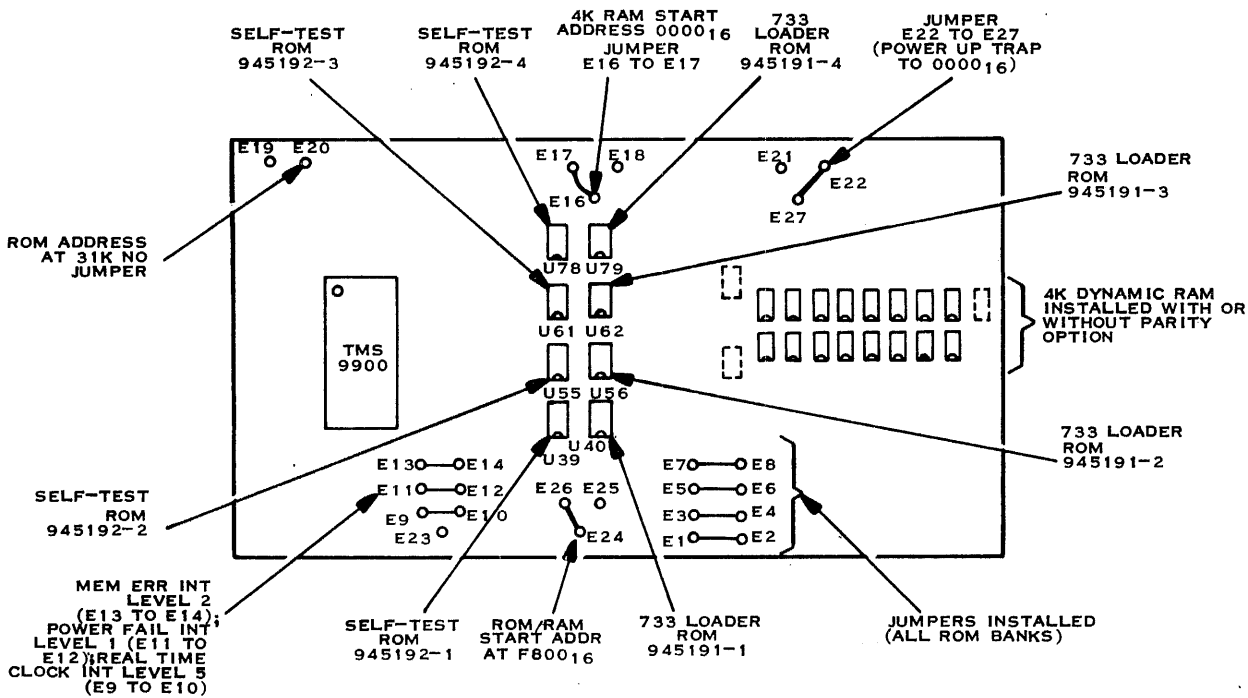 SELF-TEST
ROM
945192-3
SELF-TEST
ROM
945192-4
4K RAM START
ADDRESS 0000₁₆
JUMPER
E16 TO E17
733
LOADER
ROM
945191-4
JUMPER
E22 TO E27
(POWER UP TRAP
TO 0000₁₆)
E19 E20
E17 E18
E16
E21
E22
E27
733 LOADER
ROM
945191-3
ROM ADDRESS
AT 31K NO
JUMPER
U78 U79
U61 U62
TMS
9900
U55 U56
U39 U40
4K DYNAMIC RAM
INSTALLED WITH OR
WITHOUT PARITY
OPTION
733 LOADER
ROM
945191-2
E13 E14
E11 E12
E9 E10
E23
E26 E25
E24
E7 E8
E5 E6
E3 E4
E1 E2
SELF-TEST
ROM
945192-2
MEM ERR INT
LEVEL 2
(E13 TO E14);
POWER FAIL INT,
LEVEL 1 (E11 TO
E12);REAL TIME
CLOCK INT LEVEL 5
(E9 TO E10)
SELF-TEST
ROM
945192-1
ROM/RAM
START ADDR
AT F800₁₆
733 LOADER
ROM
945191-1
JUMPERS INSTALLED
(ALL ROM BANKS)